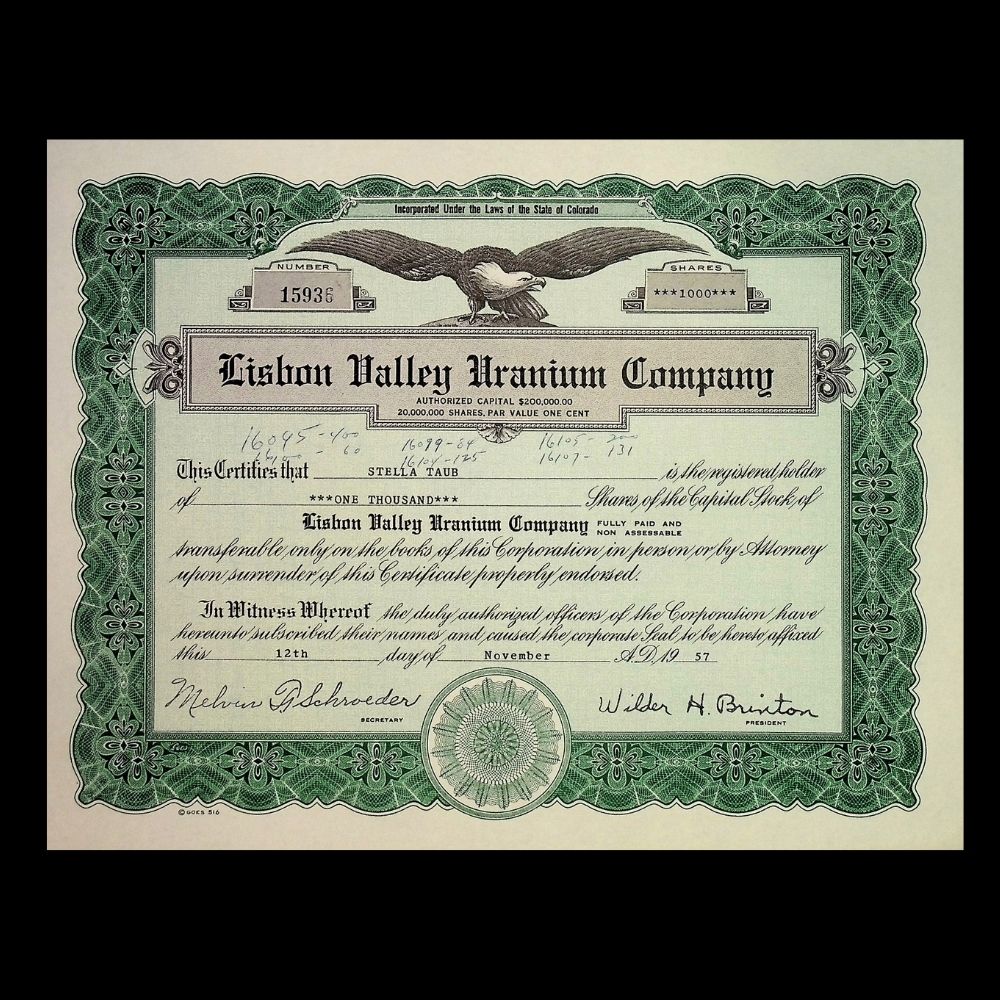 Incorporated Under the Laws of the State of Colorado
NUMBER
15936
SHARES
***1000***
Lisbon Valley Uranium Company
AUTHORIZED CAPITAL $200,000.00
20,000,000 SHARES, PAR VALUE ONE CENT
16045-400 16099-84 16105- 200
16100- 60 16104-125 16107- 131
This Certifies that STELLA TAUB is the registered holder
of ***ONE THOUSAND*** Shares of the Capital Stock of
Lisbon Valley Uranium Company FULLY PAID AND NON ASSESSABLE
transferable only on the books of this Corporation in person or by Attorney
upon surrender of this Certificate properly endorsed.
In Witness Whereof the duly authorized officers of the Corporation have
hereunto subscribed their names and caused the corporate Seal to be hereto affixed
this 12th day of November A.D. 19 57
Melvin G Schroeder
SECRETARY
Wilder H. Brinton
PRESIDENT
Goes
© GOES 516